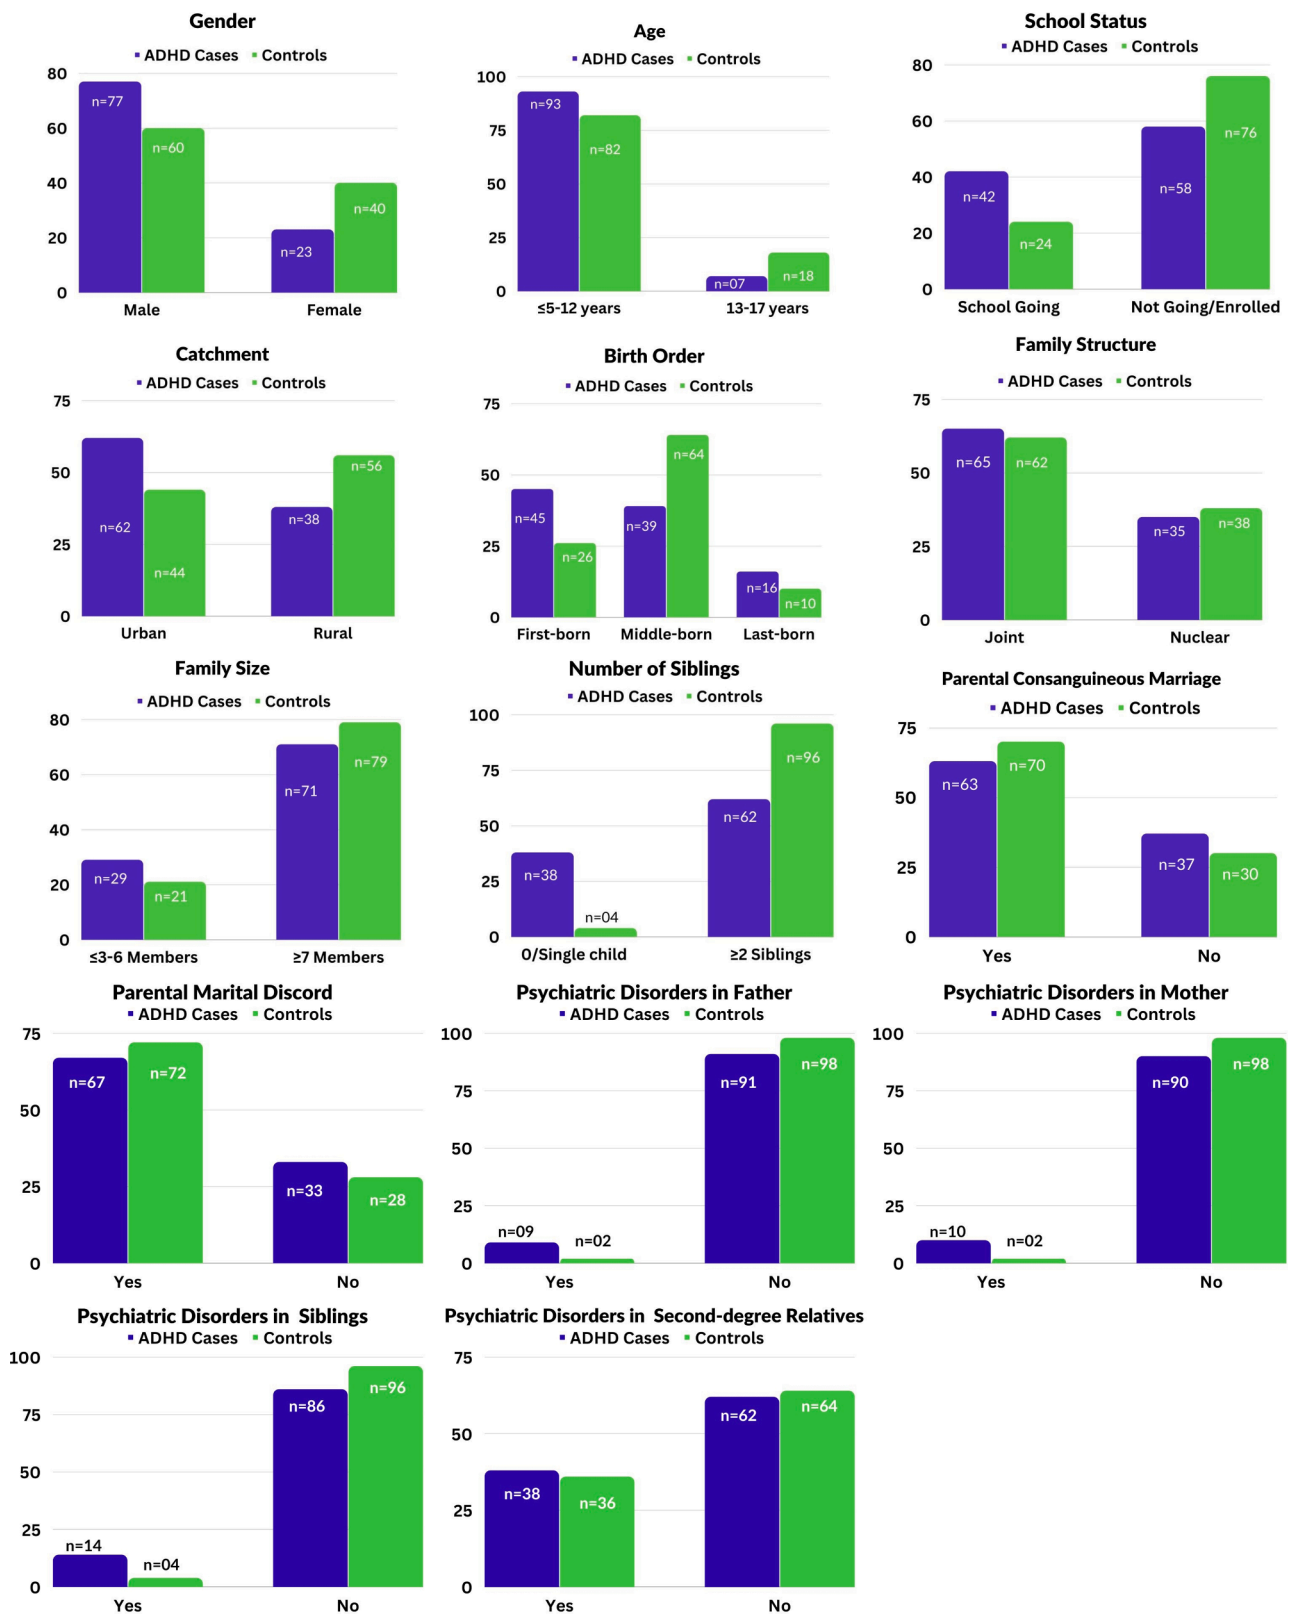 Gender
ADHD Cases Controls
80
60
40
20
0
n=77
n=60
n=23
n=40
Male Female
Age
ADHD Cases Controls
100
75
50
25
0
n=93
n=82
n=07
n=18
≤5-12 years 13-17 years
School Status
ADHD Cases Controls
80
60
40
20
0
n=42
n=24
n=58
n=76
School Going Not Going/Enrolled
Catchment
ADHD Cases Controls
75
50
25
0
n=62
n=44
n=38
n=56
Urban Rural
Birth Order
ADHD Cases Controls
75
50
25
0
n=45
n=26
n=39
n=64
n=16
n=10
First-born Middle-born Last-born
Family Structure
ADHD Cases Controls
75
50
25
0
n=65
n=62
n=35
n=38
Joint Nuclear
Family Size
ADHD Cases Controls
80
60
40
20
0
n=29
n=21
n=71
n=79
≤3-6 Members ≥7 Members
Number of Siblings
ADHD Cases Controls
100
75
50
25
0
n=38
n=04
n=62
n=96
0/Single child ≥2 Siblings
Parental Consanguineous Marriage
ADHD Cases Controls
75
50
25
0
n=63
n=70
n=37
n=30
Yes No
Parental Marital Discord
ADHD Cases Controls
75
50
25
0
n=67
n=72
n=33
n=28
Yes No
Psychiatric Disorders in Father
ADHD Cases Controls
100
75
50
25
0
n=09
n=02
n=91
n=98
Yes No
Psychiatric Disorders in Mother
ADHD Cases Controls
100
75
50
25
0
n=10
n=02
n=90
n=98
Yes No
Psychiatric Disorders in Siblings
ADHD Cases Controls
100
75
50
25
0
n=14
n=04
n=86
n=96
Yes No
Psychiatric Disorders in Second-degree Relatives
ADHD Cases Controls
75
50
25
0
n=38
n=36
n=62
n=64
Yes No